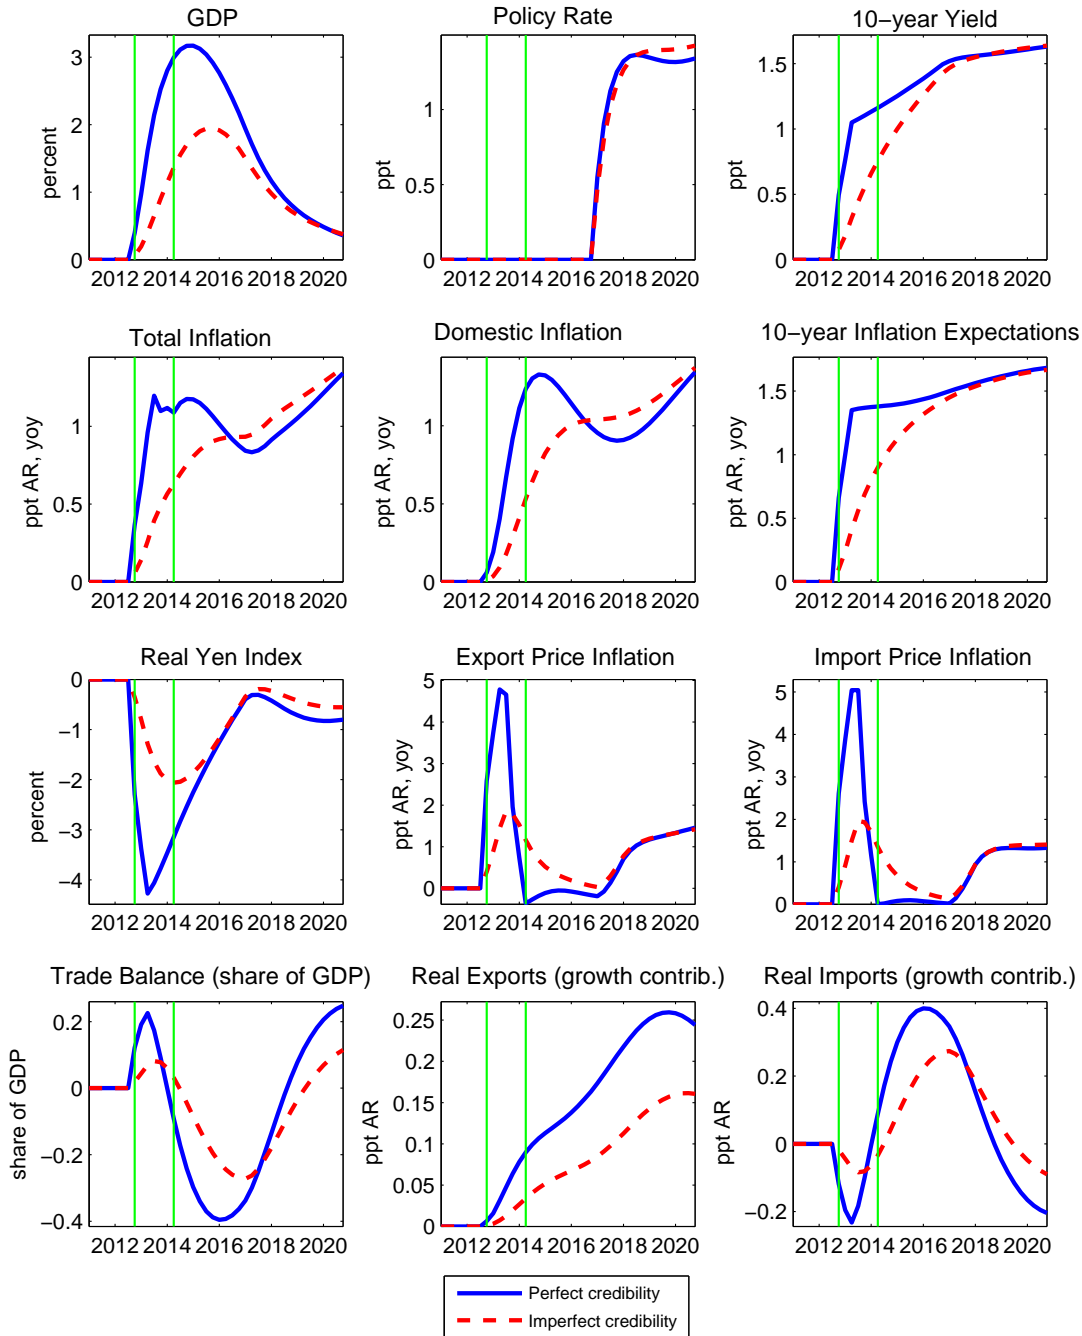 GDP
Policy Rate
10−year Yield
3
2
1
0
percent
2012 2014 2016 2018 2020
1
0.5
0
ppt
2012 2014 2016 2018 2020
1.5
1
0.5
0
ppt
2012 2014 2016 2018 2020
Total Inflation
Domestic Inflation
10−year Inflation Expectations
1
0.5
0
ppt AR, yoy
2012 2014 2016 2018 2020
1
0.5
0
ppt AR, yoy
2012 2014 2016 2018 2020
1.5
1
0.5
0
ppt AR, yoy
2012 2014 2016 2018 2020
Real Yen Index
Export Price Inflation
Import Price Inflation
0
−1
−2
−3
−4
percent
2012 2014 2016 2018 2020
5
4
3
2
1
0
ppt AR, yoy
2012 2014 2016 2018 2020
5
4
3
2
1
0
ppt AR, yoy
2012 2014 2016 2018 2020
Trade Balance (share of GDP)
Real Exports (growth contrib.)
Real Imports (growth contrib.)
0.2
0
−0.2
−0.4
share of GDP
2012 2014 2016 2018 2020
0.25
0.2
0.15
0.1
0.05
0
ppt AR
2012 2014 2016 2018 2020
0.4
0.2
0
−0.2
ppt AR
2012 2014 2016 2018 2020
Perfect credibility
Imperfect credibility